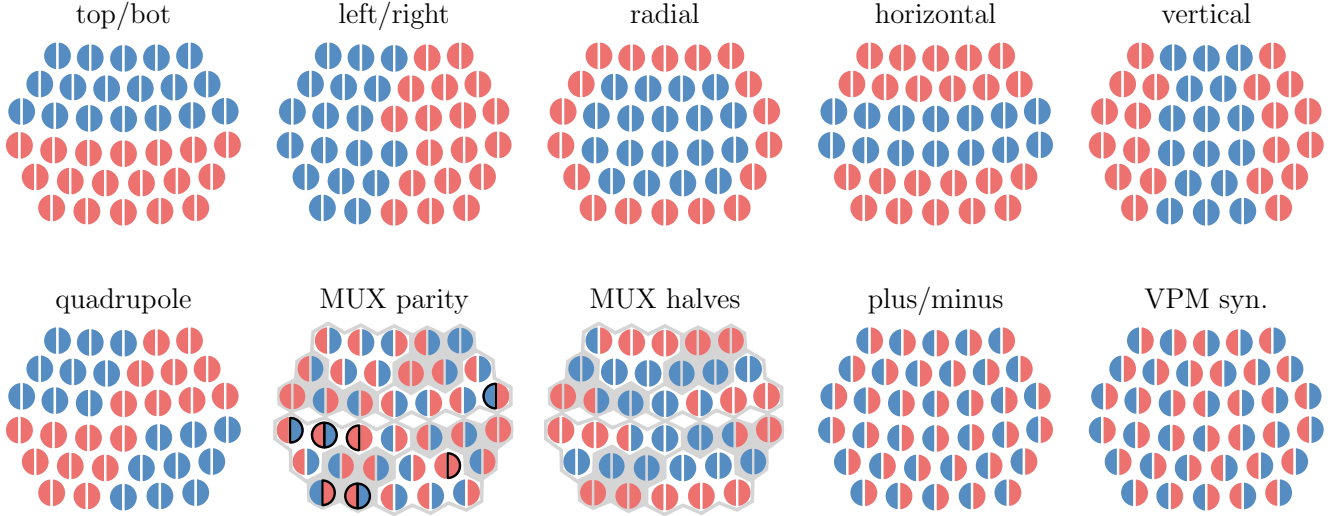 top/bot left/right radial horizontal vertical
quadrupole MUX parity MUX halves plus/minus VPM syn.